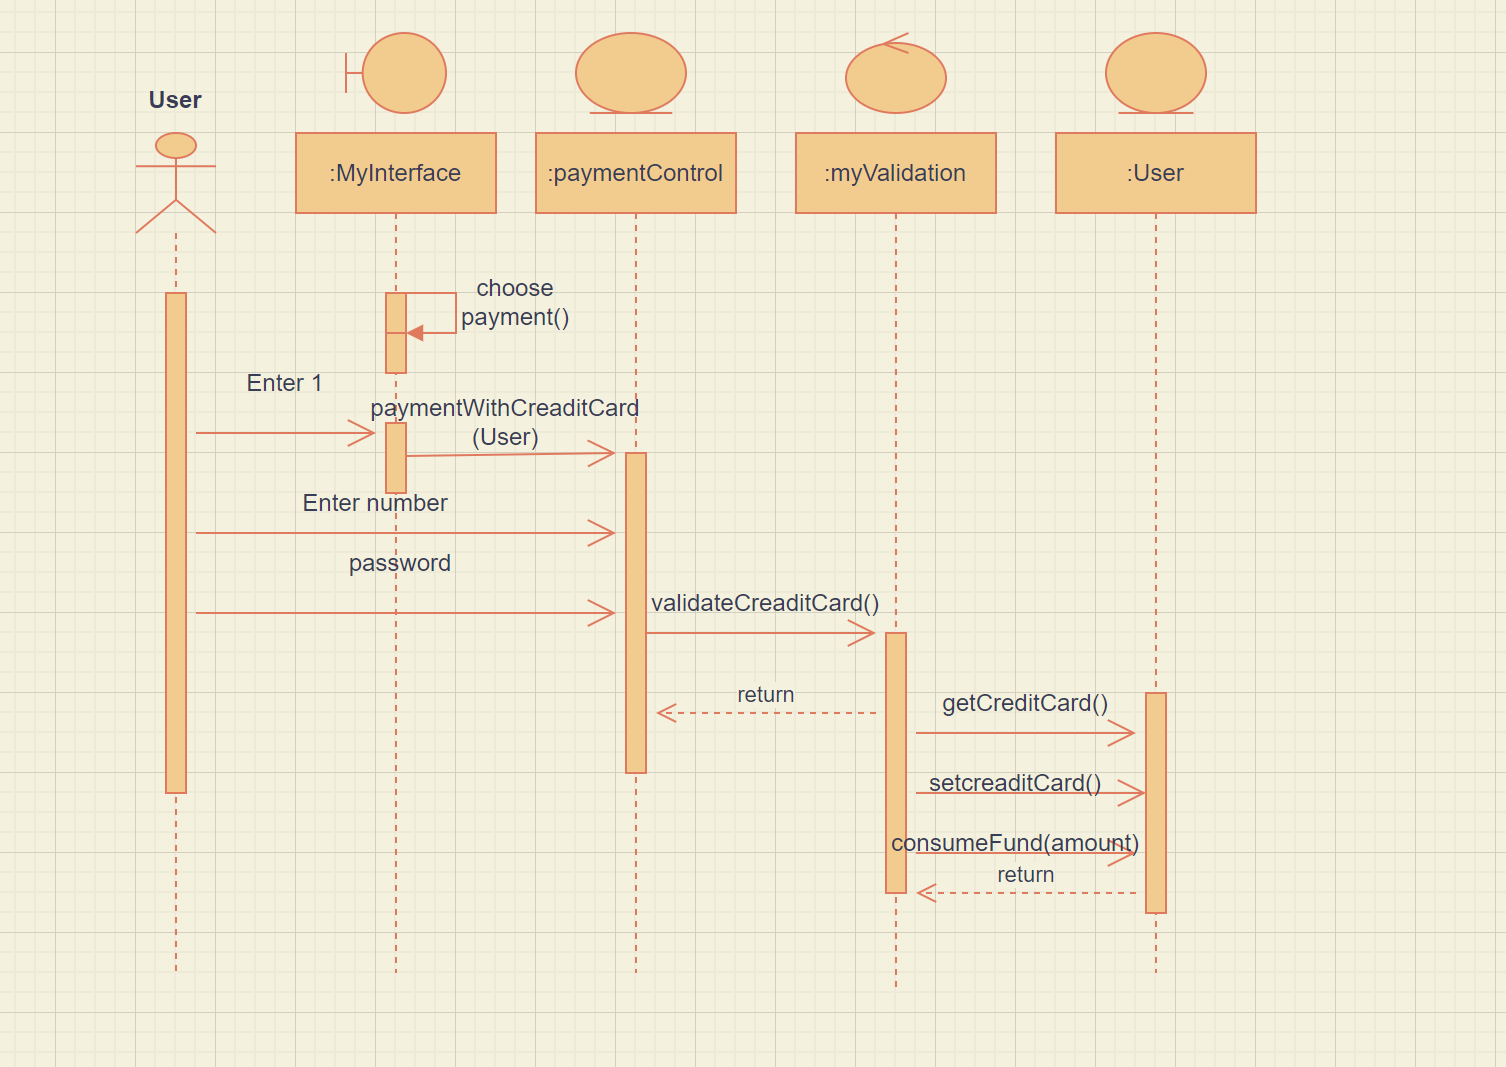 User
:MyInterface
:paymentControl
:myValidation
:User
choose
payment()
Enter 1
paymentWithCreaditCard
(User)
Enter number
password
validateCreaditCard()
return
getCreditCard()
setcreaditCard()
consumeFund(amount)
return